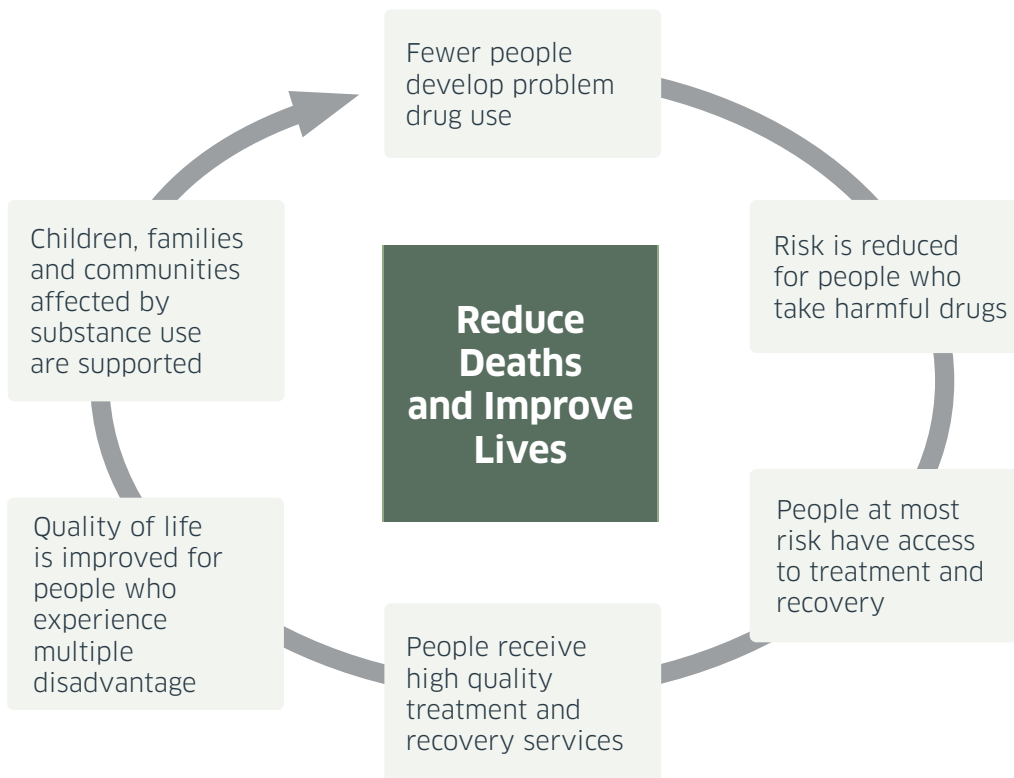 Fewer people
develop problem
drug use
Risk is reduced
for people who
take harmful drugs
People at most
risk have access
to treatment and
recovery
People receive
high quality
treatment and
recovery services
Quality of life
is improved for
people who
experience
multiple
disadvantage
Children, families
and communities
affected by
substance use
are supported
Reduce
Deaths
and Improve
Lives